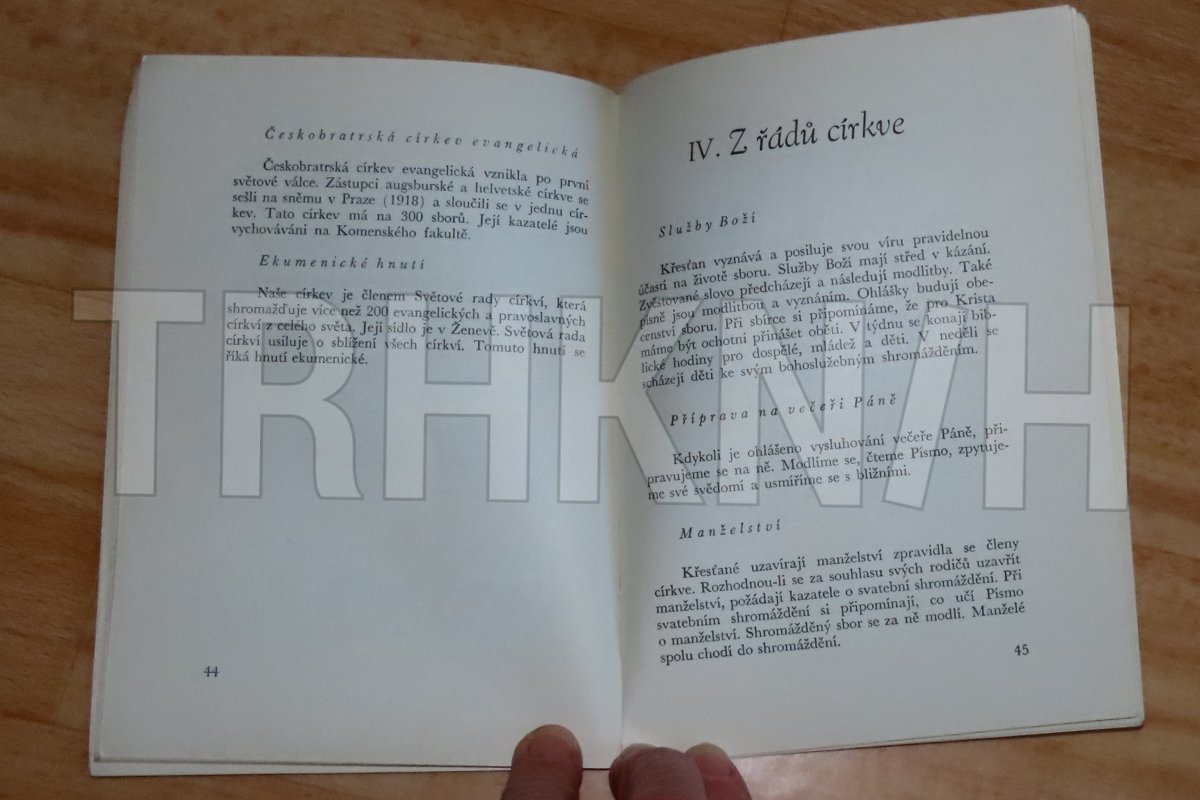 Českobratrská církev evangelická
Českobratrská církev evangelická vznikla po první
světové válce. Zástupci augsburské a helvetské církve se
sešli na sněmu v Praze (1918) a sloučili se v jednu cír-
kev. Tato církev má na 300 sborů. Její kazatelé jsou
vychováváni na Komenského fakultě.
Ekumenické hnutí
Naše církev je členem Světové rady církví, která
shromažďuje více než 200 evangelických a pravoslavných
církví z celého světa. Její sídlo je v Ženevě. Světová rada
církví usiluje o sblížení všech církví. Tomuto hnutí se
říká hnutí ekumenické.
44
IV. Z řádů církve
Služby Boží
Křesťan vyznává a posiluje svou víru pravidelnou
účastí na životě sboru. Služby Boží mají střed v kázání.
Zvěstované slovo předcházejí a následují modlitby. Také
písně jsou modlitbou a vyznáním. Ohlášky budují obe-
cenství sboru. Při sbírce si připomínáme, že pro Krista
máme být ochotni přinášet oběti. V týdnu se konají bib-
lické hodiny pro dospělé, mládež a děti. V neděli se
scházejí děti ke svým bohoslužebným shromážděním.
Příprava na večeři Páně
Kdykoli je ohlášeno vysluhování večeře Páně, při-
pravujeme se na ně. Modlíme se, čteme Písmo, zpytuje-
me své svědomí a usmíříme se s bližními.
Manželství
Křesťané uzavírají manželství zpravidla se členy
církve. Rozhodnou-li se za souhlasu svých rodičů uzavřít
manželství, požádají kazatele o svatební shromáždění. Při
svatebním shromáždění si připomínají, co učí Písmo
o manželství. Shromážděný sbor se za ně modlí. Manželé
spolu chodí do shromáždění.
45
TRHKNIH